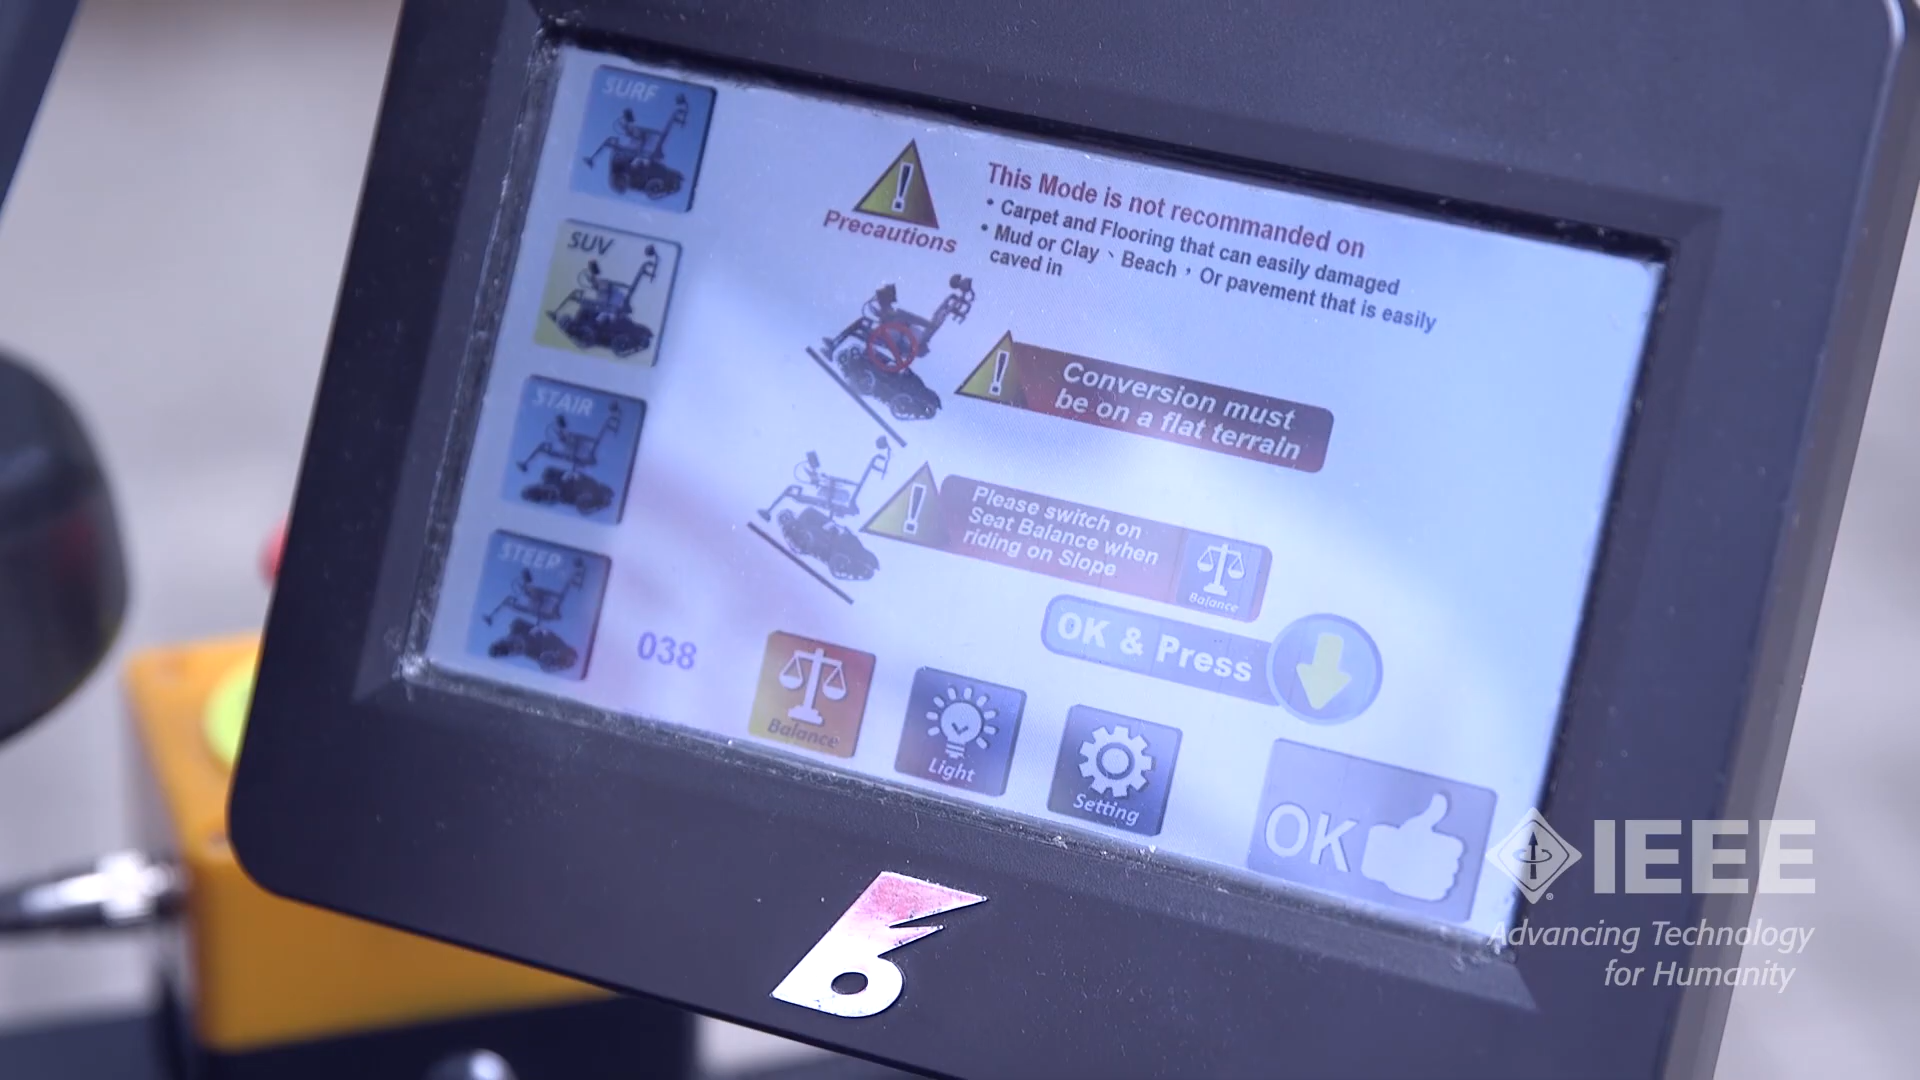 SURF
SUV
STAIR
STEEP
Precautions
This Mode is not recommanded on
• Carpet and Flooring that can easily damaged
• Mud or Clay、Beach，Or pavement that is easily
caved in
Conversion must
be on a flat terrain
Please switch on
Seat Balance when
riding on Slope
Balance
OK & Press
038
Balance
Light
Setting
OK
6
IEEE
Advancing Technology
for Humanity